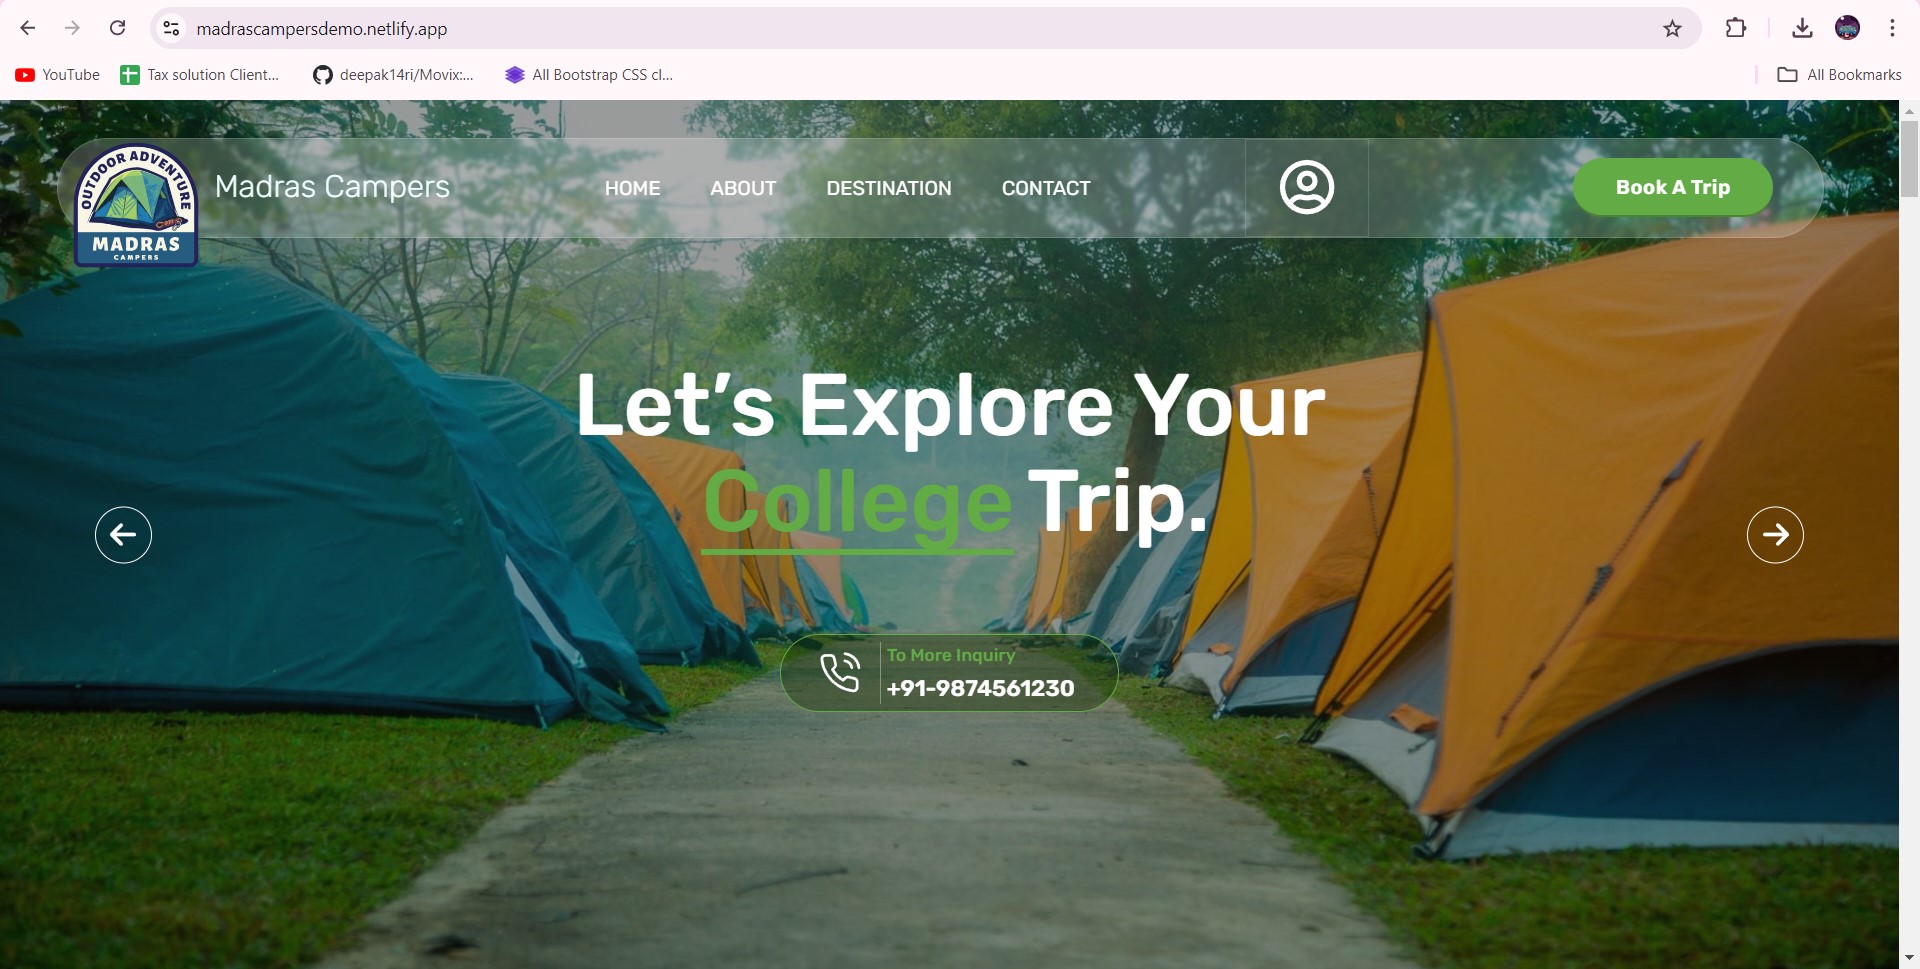 madrascampersdemo.netlify.app
YouTube
Tax solution Client...
deepak14ri/Movix:...
All Bootstrap CSS cl...
All Bookmarks
OUTDOOR ADVENTURE
MADRAS
CAMPERS
Madras Campers
HOME
ABOUT
DESTINATION
CONTACT
Book A Trip
Let’s Explore Your
College Trip.
To More Inquiry
+91-9874561230